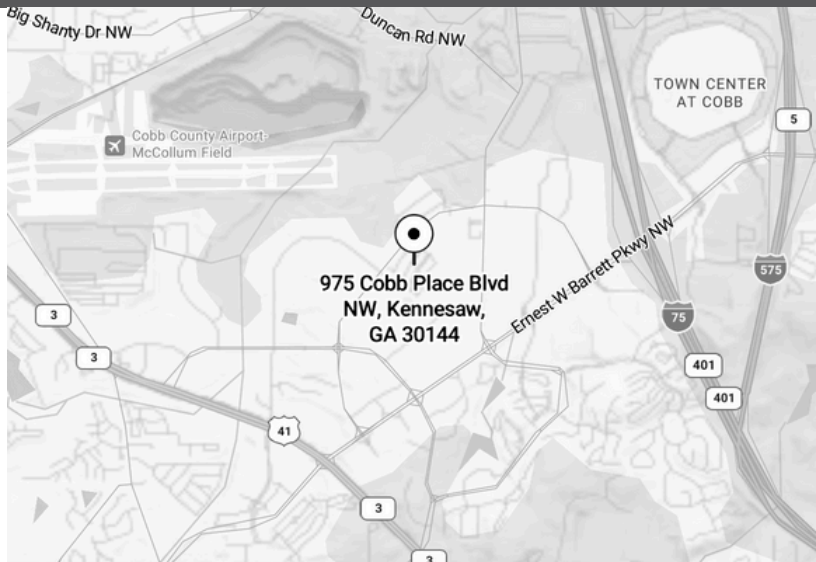 Big Shanty Dr NW
Duncan Rd NW
TOWN CENTER
AT COBB
5
Cobb County Airport-
McCollum Field
Ernest W Barrett Pkwy NW
575
975 Cobb Place Blvd
NW, Kennesaw,
GA 30144
3
75
3
401
401
41
3
3